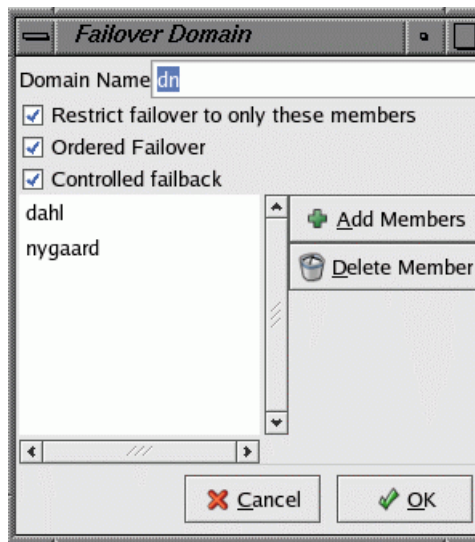 Failover Domain
Domain Name dn
Restrict failover to only these members
Ordered Failover
Controlled failback
dahl
nygaard
Add Members
Delete Member
Cancel
OK